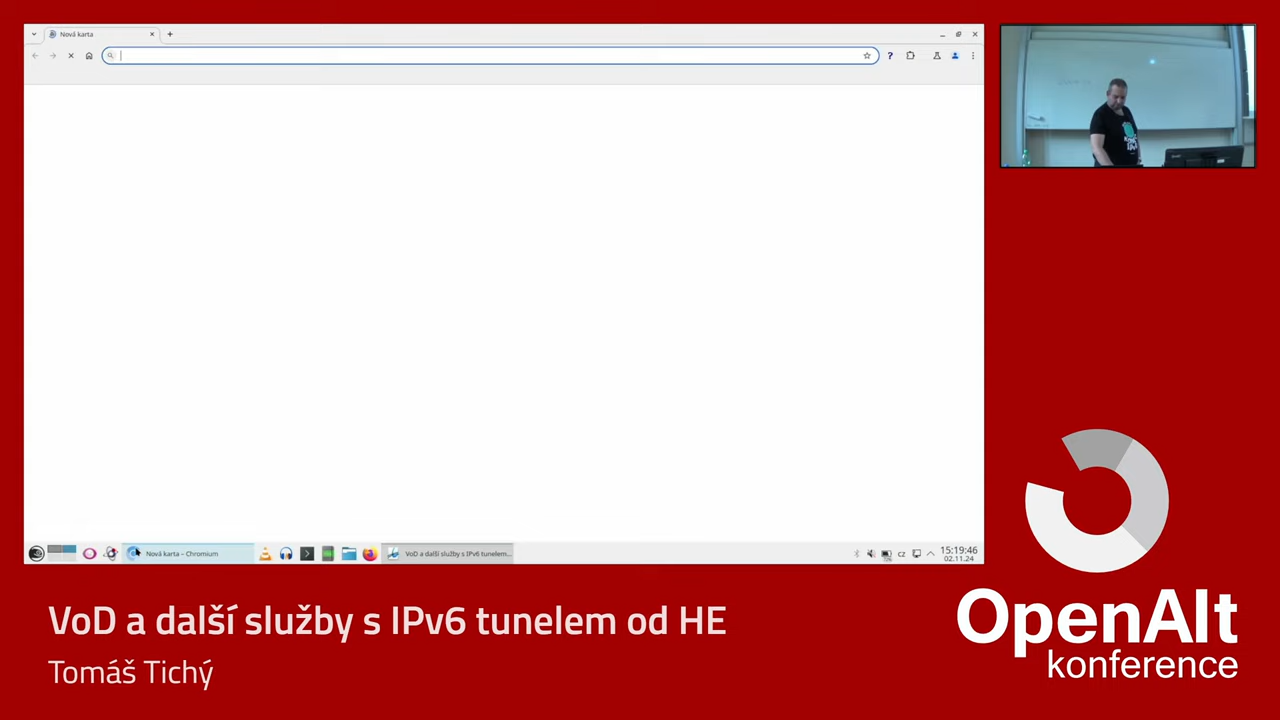 Nová karta
Nová karta – Chromium
VoD a další služby s IPv6 tunelem...
cz
15:19:46
02.11.24
VoD a další služby s IPv6 tunelem od HE
Tomáš Tichý
OpenAlt
konference